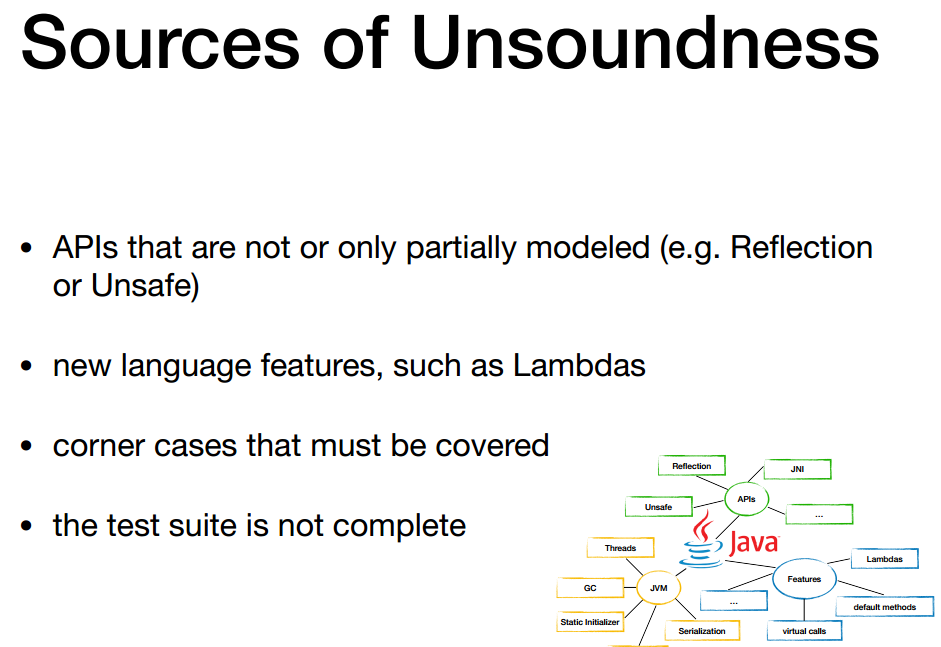 Sources of Unsoundness
• APIs that are not or only partially modeled (e.g. Reflection
or Unsafe)
• new language features, such as Lambdas
• corner cases that must be covered
• the test suite is not complete
Reflection
JNI
APIs
Unsafe
...
Java
Threads
Lambdas
GC
JVM
Features
...
default methods
Static Initializer
Serialization
virtual calls